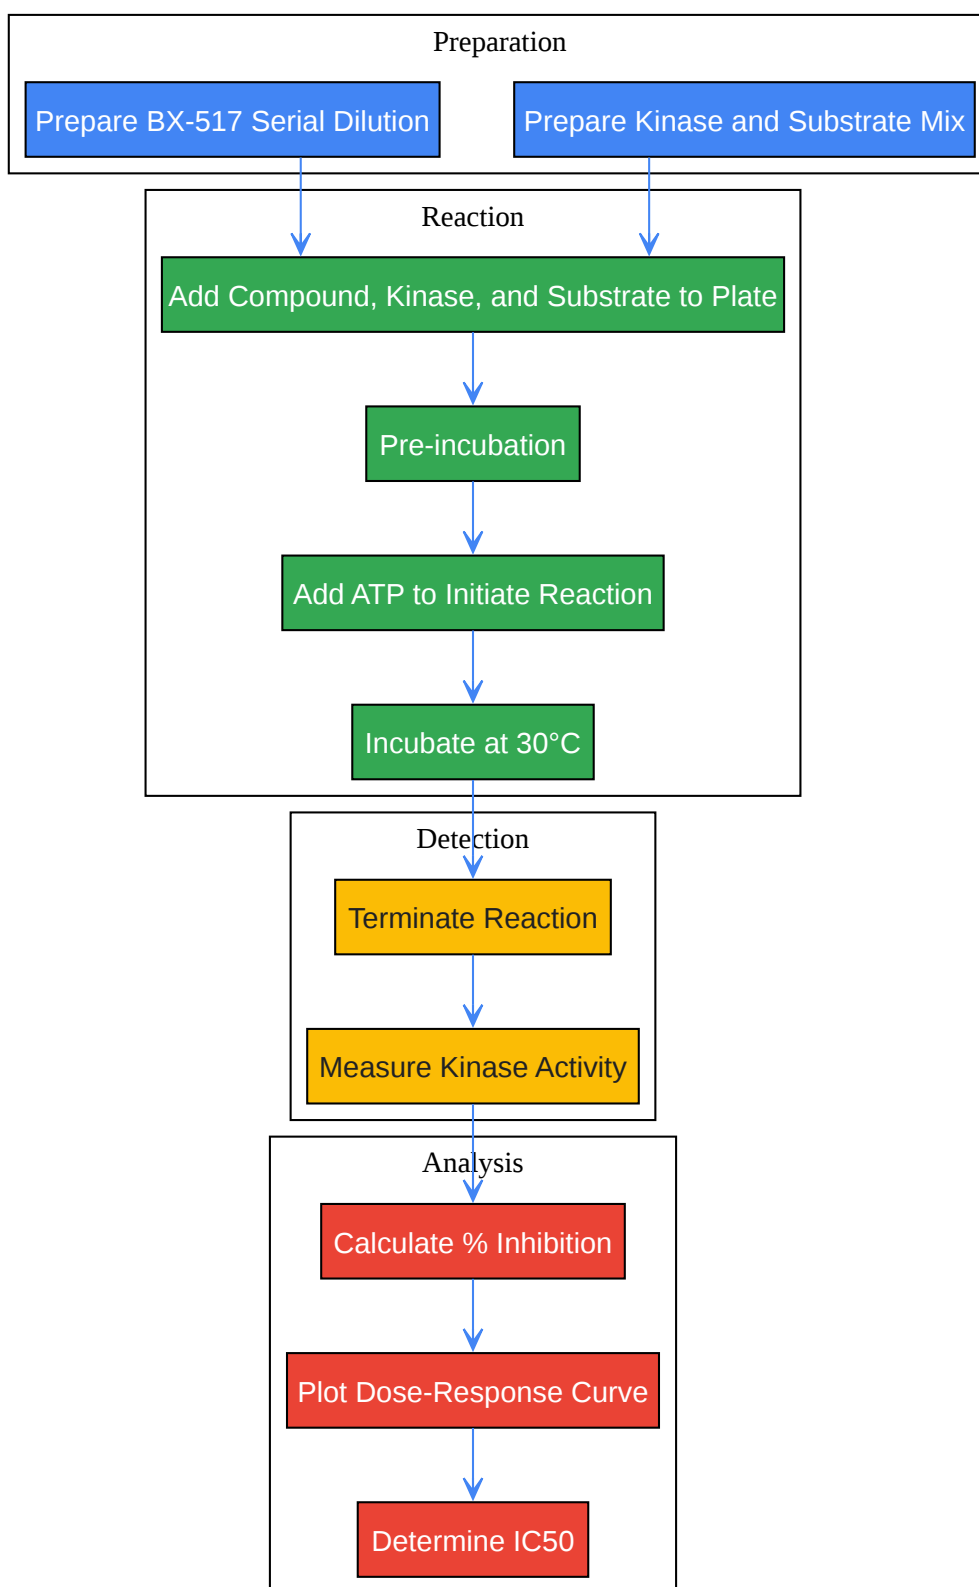 Preparation
Prepare BX-517 Serial Dilution
Prepare Kinase and Substrate Mix
Reaction
Add Compound, Kinase, and Substrate to Plate
Pre-incubation
Add ATP to Initiate Reaction
Incubate at 30°C
Detection
Terminate Reaction
Measure Kinase Activity
Analysis
Calculate % Inhibition
Plot Dose-Response Curve
Determine IC50